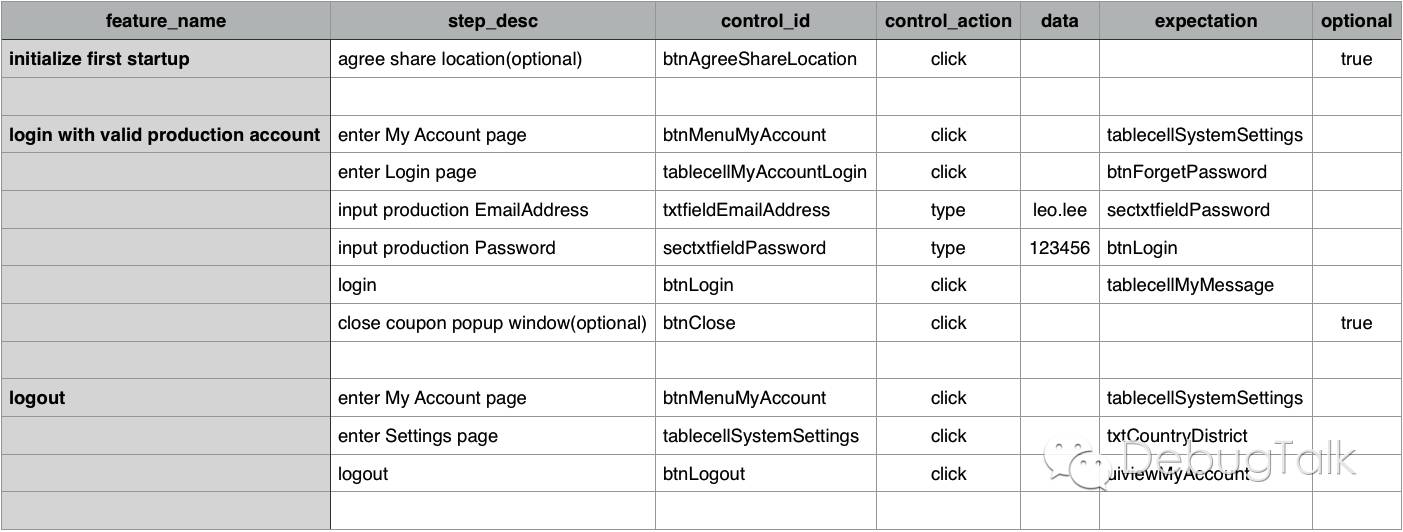 feature_name step_desc control_id control_action data expectation optional
initialize first startup agree share location(optional) btnAgreeShareLocation click true
login with valid production account enter My Account page btnMenuMyAccount click tablecellSystemSettings
enter Login page tablecellMyAccountLogin click btnForgetPassword
input production EmailAddress txtfieldEmailAddress type leo.lee sectxtfieldPassword
input production Password sectxtfieldPassword type 123456 btnLogin
login btnLogin click tablecellMyMessage
close coupon popup window(optional) btnClose click true
logout enter My Account page btnMenuMyAccount click tablecellSystemSettings
enter Settings page tablecellSystemSettings click txtCountryDistrict
DebugTalk
logout btnLogout click uiviewMyAccount